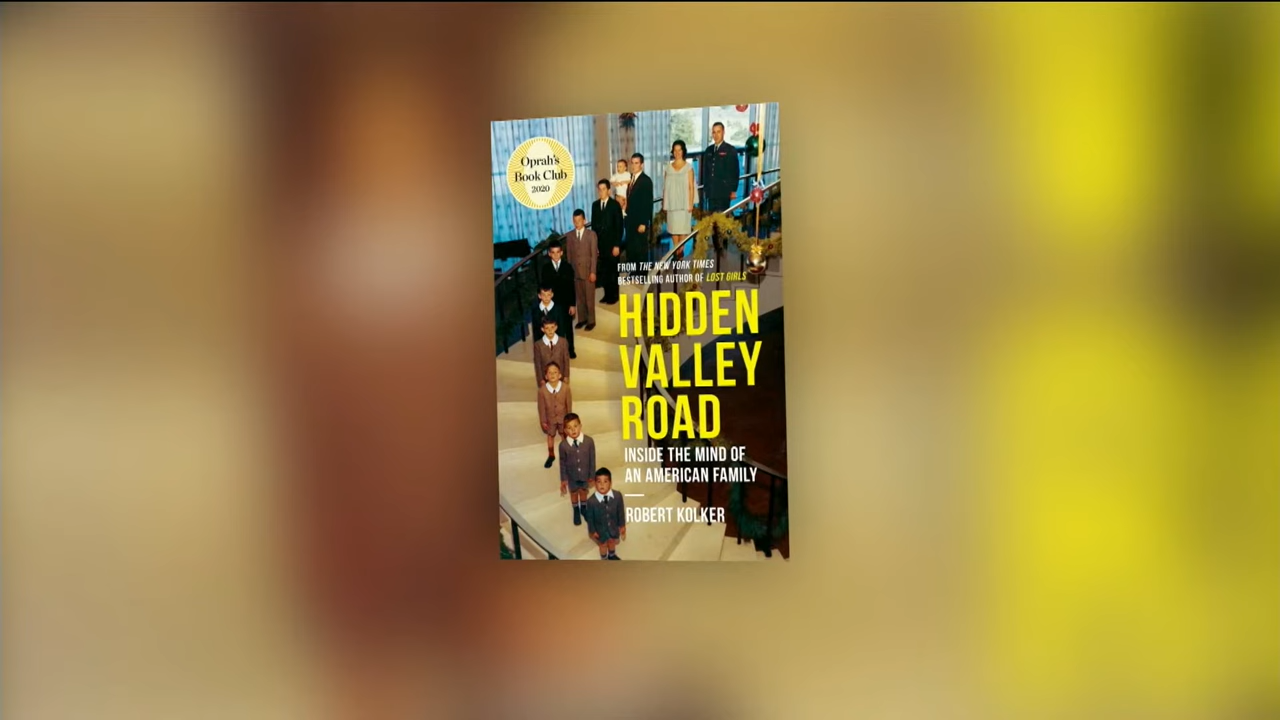 Oprah's
Book Club
2020
FROM THE NEW YORK TIMES
BESTSELLING AUTHOR OF LOST GIRLS
HIDDEN
VALLEY
ROAD
INSIDE THE MIND OF
AN AMERICAN FAMILY
ROBERT KOLKER